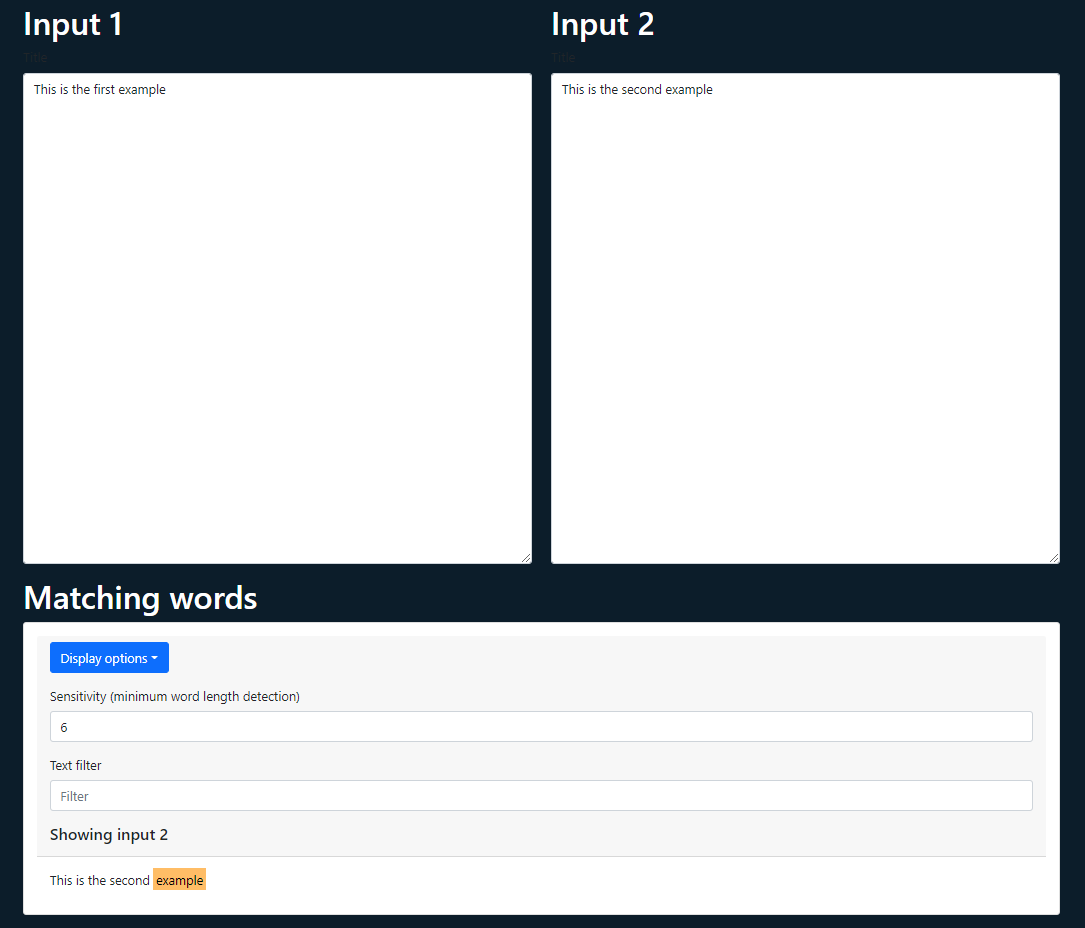 Input 1
Title
This is the first example
Input 2
Title
This is the second example
Matching words
Display options
Sensitivity (minimum word length detection)
6
Text filter
Filter
Showing input 2
This is the second example